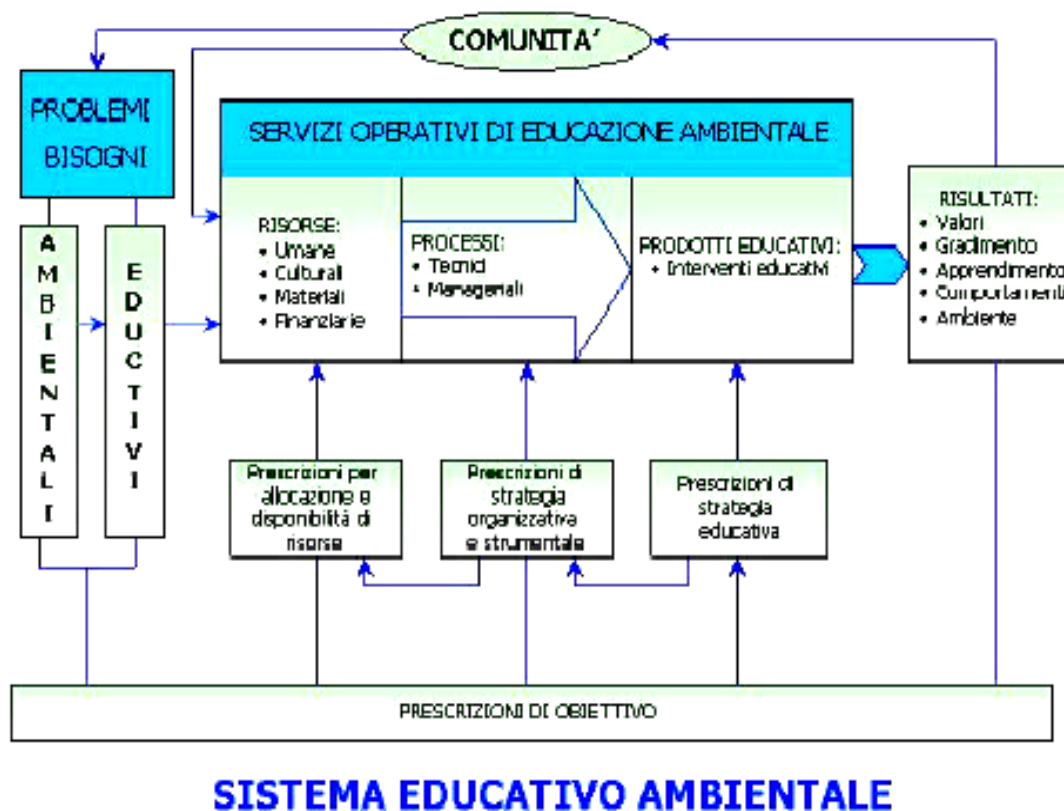 COMUNITA’
PROBLEMI
BISOGNI
SERVIZI OPERATIVI DI EDUCAZIONE AMBIENTALE
AMBIENTALI
EDUCTIVI
RISORSE:
• Umane
• Culturali
• Materiali
• Finanziarie
PROCESSI:
• Tecnici
• Manageriali
PRODOTTI EDUCATIVI:
• Interventi educativi
RISULTATI:
• Valori
• Gradimento
• Apprendimento
• Comportamenti
• Ambiente
Prescrizioni per
allocazione e
disponibilità di
risorse
Prescrizioni di
strategia
organizzativa
e strumentale
Prescrizioni di
strategia
educativa
PRESCRIZIONI DI OBIETTIVO
SISTEMA EDUCATIVO AMBIENTALE